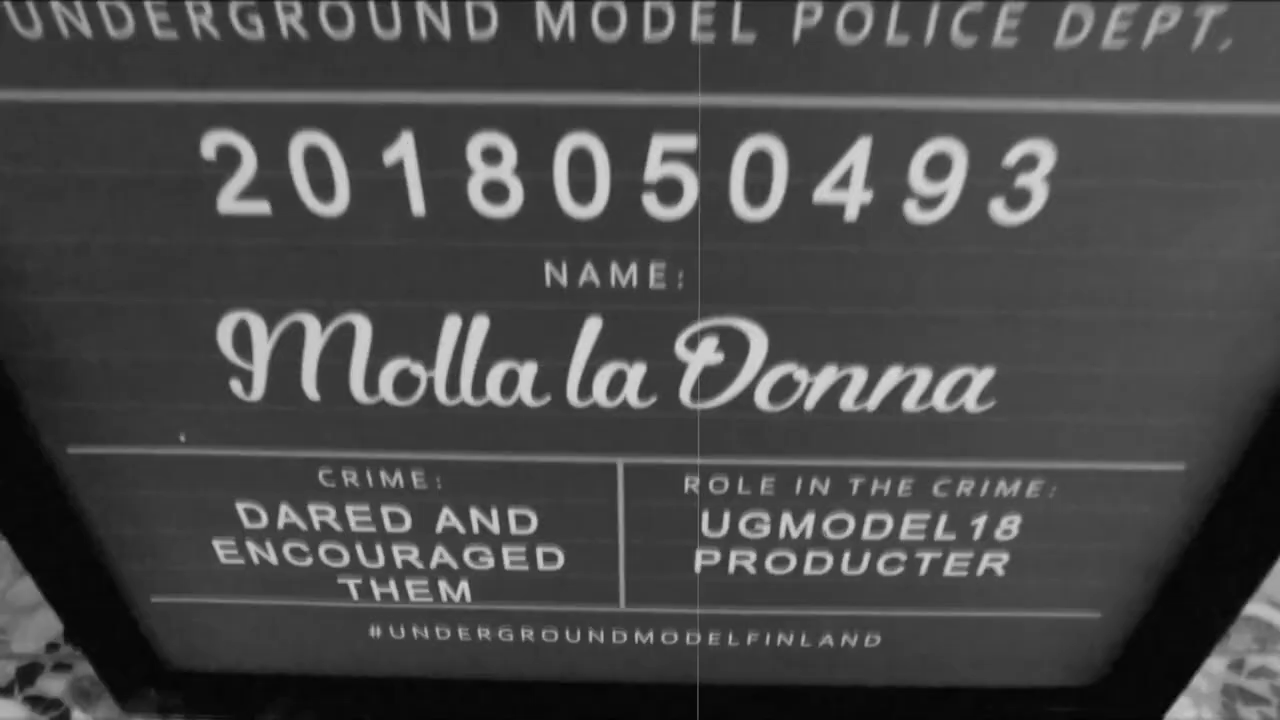 UNDERGROUND MODEL POLICE DEPT.
2018050493
NAME:
Molla la Donna
CRIME:
DARED AND
ENCOURAGED
THEM
ROLE IN THE CRIME:
UGMODEL18
PRODUCTER
#UNDERGROUNDMODELFINLAND